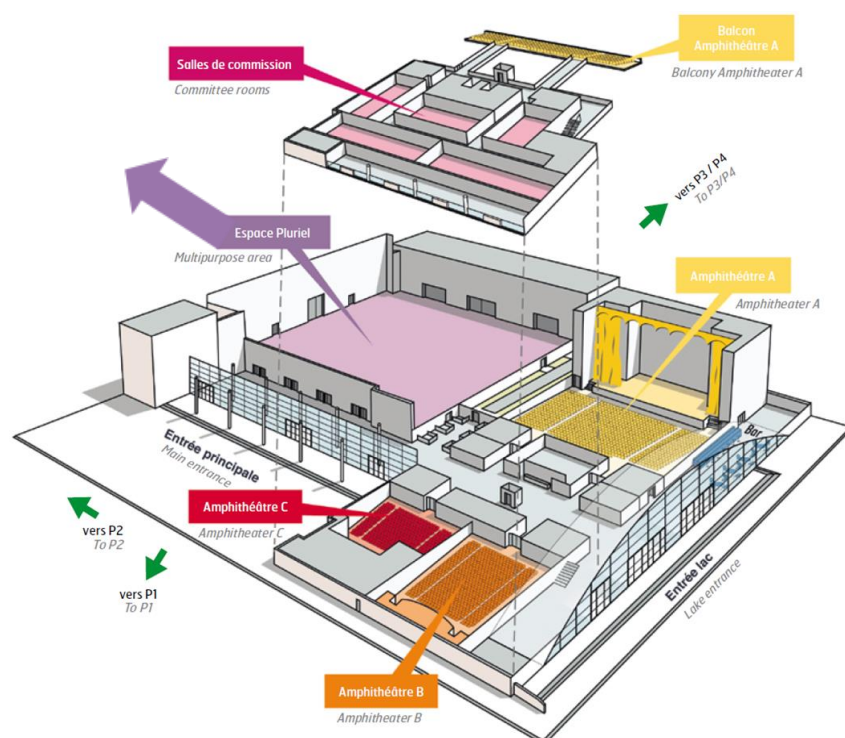 Balcon
Amphithéâtre A
Balcony Amphitheater A
Salles de commission
Committee rooms
vers P3 / P4
To P3/P4
Espace Pluriel
Multipurpose area
Amphithéâtre A
Amphitheater A
Bar
Entrée principale
Main entrance
Amphithéâtre C
Amphitheater C
vers P2
To P2
vers P1
To P1
Entrée lac
Lake entrance
Amphithéâtre B
Amphitheater B